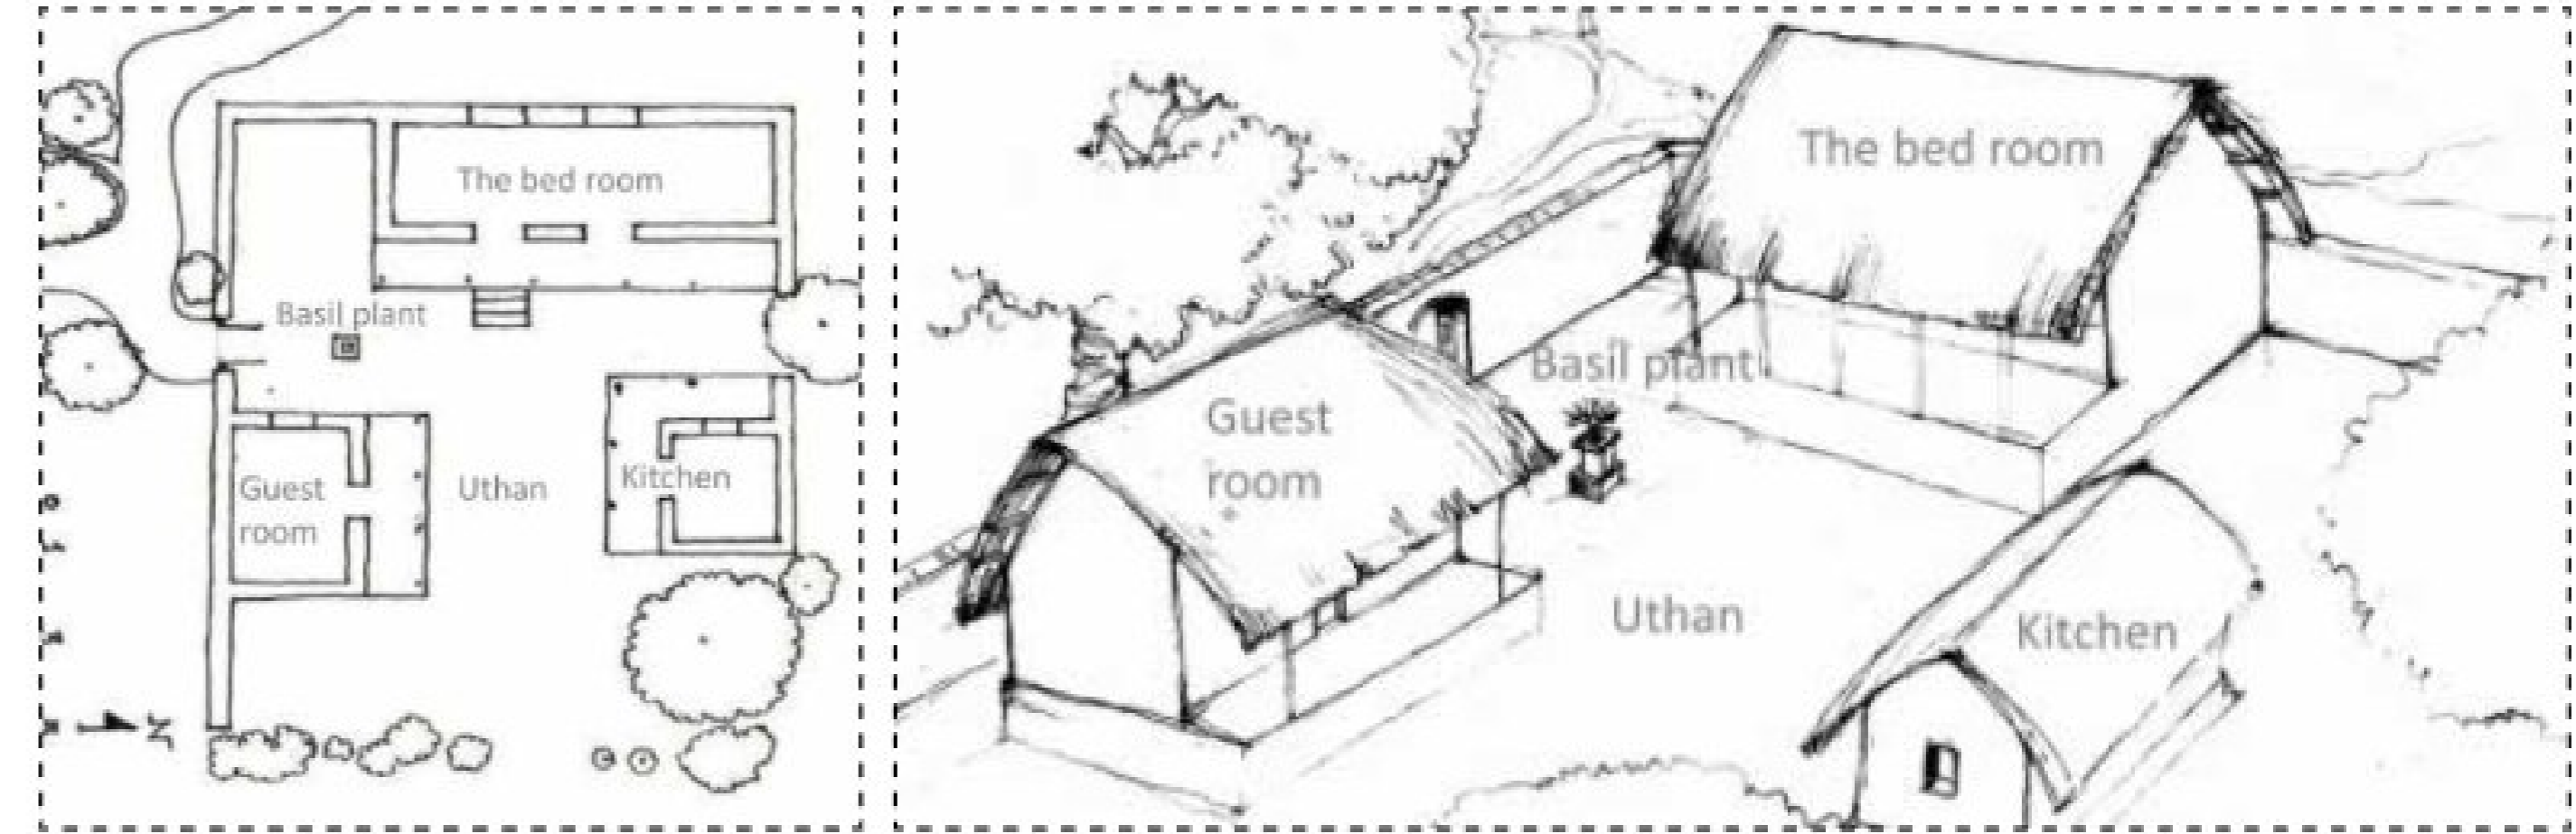 The bed room
Basil plant
Guest
room
Uthan
Kitchen
The bed room
Basil plant
Guest
room
Uthan
Kitchen